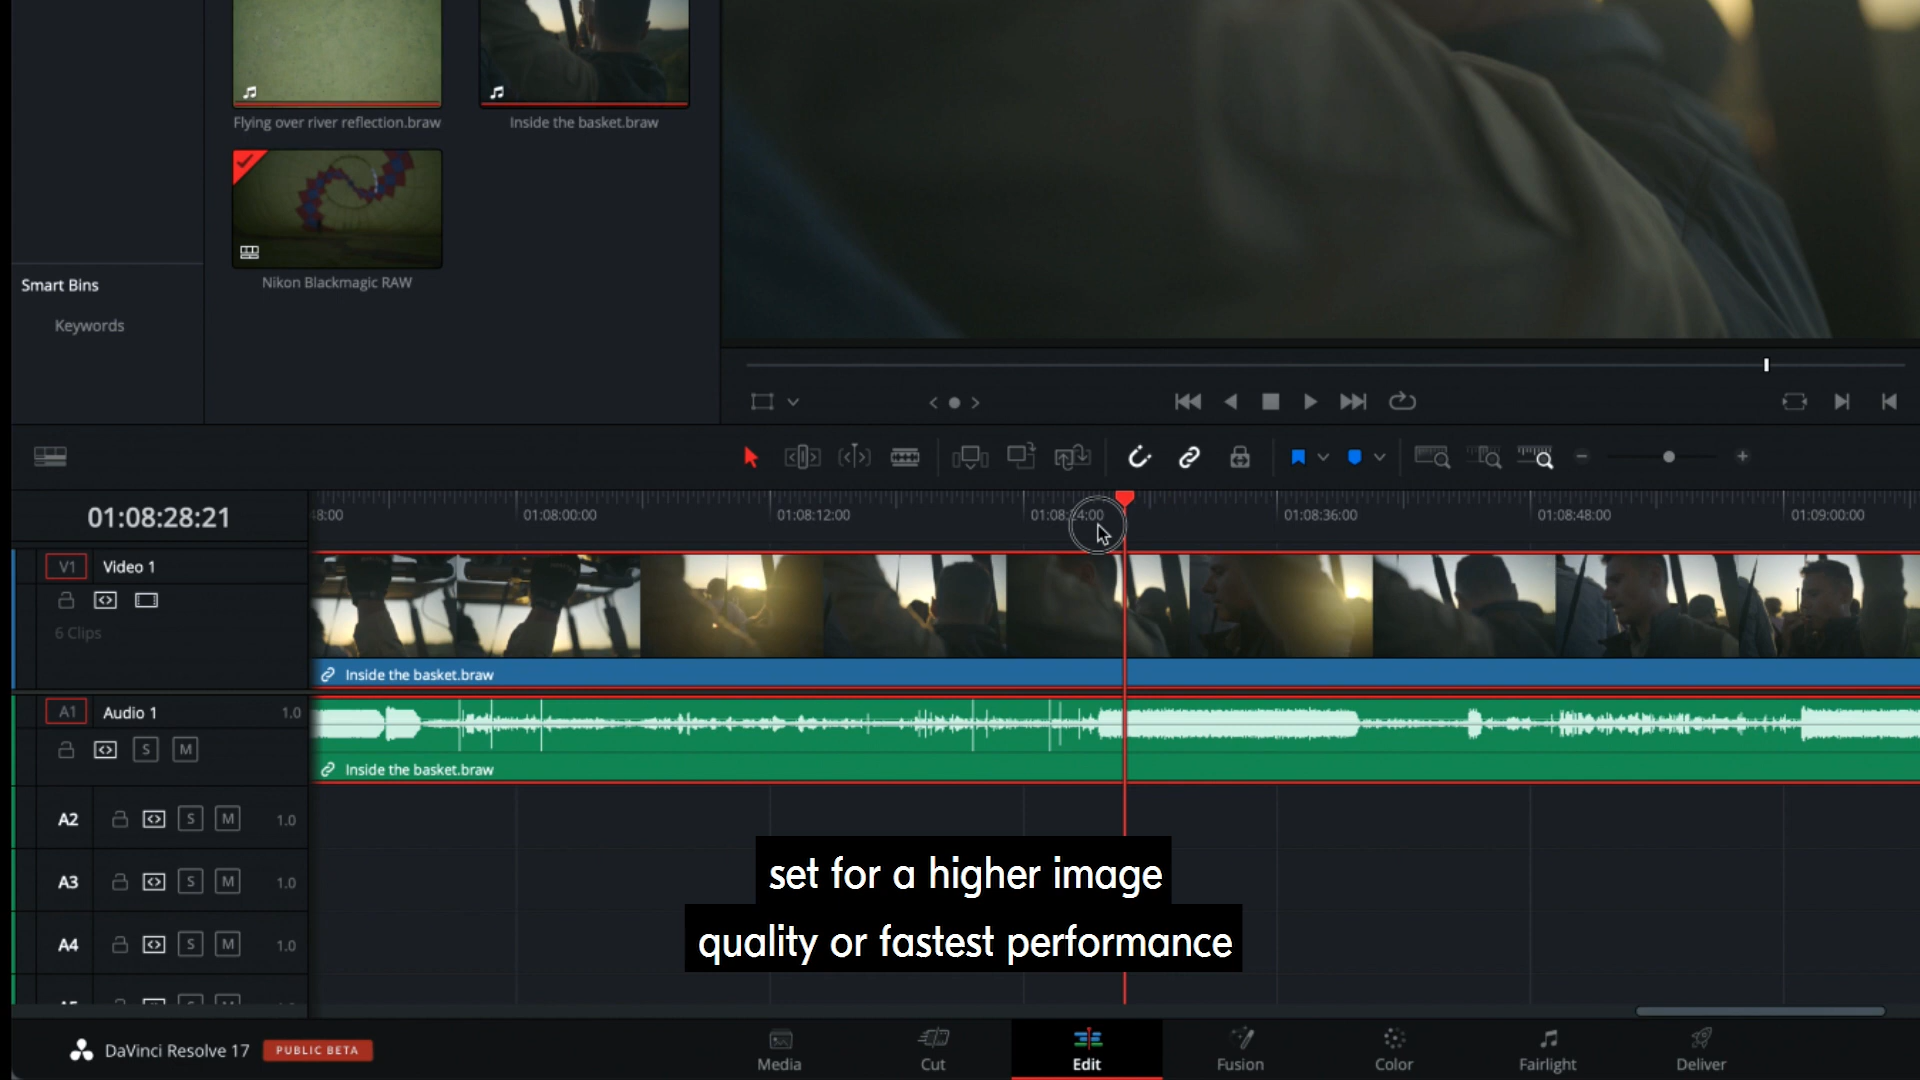 Flying over river reflection.braw
Inside the basket.braw
Nikon Blackmagic RAW
Smart Bins
Keywords
01:08:28:21
48:00
01:08:00:00
01:08:12:00
01:08:24:00
01:08:36:00
01:08:48:00
01:09:00:00
V1
Video 1
6 Clips
Inside the basket.braw
A1
Audio 1
1.0
S
M
Inside the basket.braw
A2
S
M
1.0
A3
S
M
1.0
A4
S
M
1.0
set for a higher image
quality or fastest performance
DaVinci Resolve 17
PUBLIC BETA
Media
Cut
Edit
Fusion
Color
Fairlight
Deliver